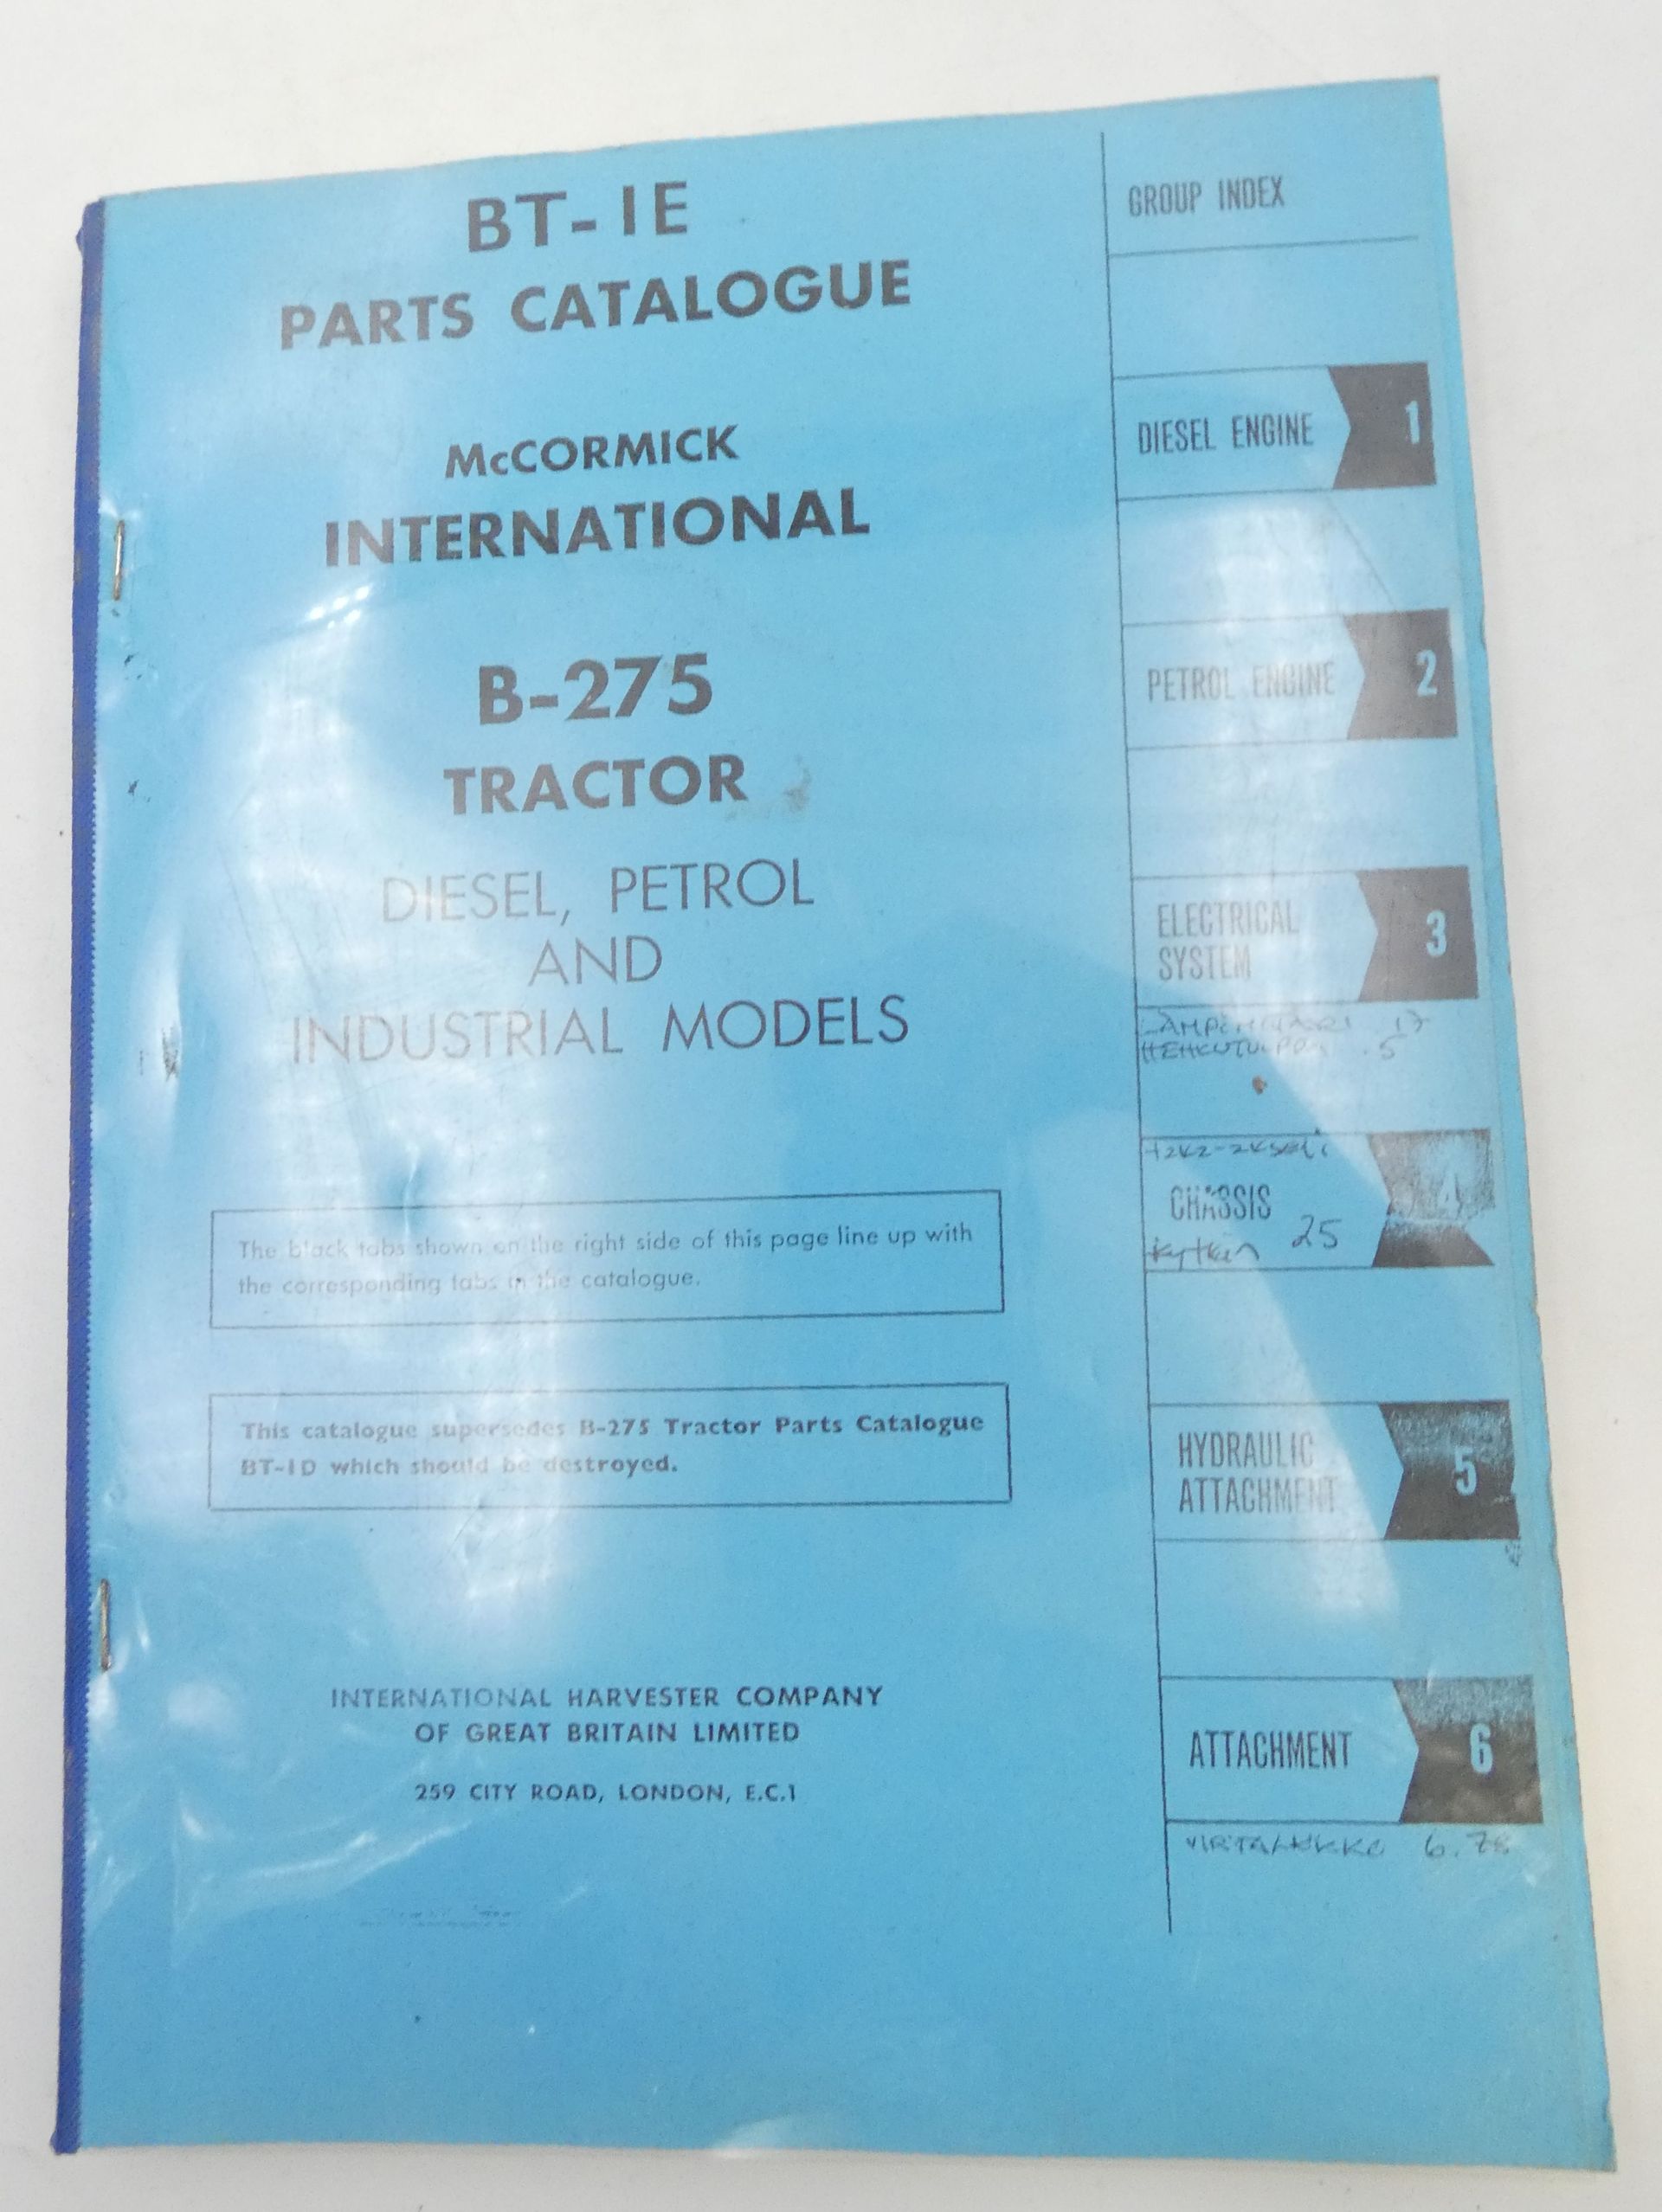 BT-1E
PARTS CATALOGUE
McCORMICK
INTERNATIONAL
B-275
TRACTOR
DIESEL, PETROL
AND
INDUSTRIAL MODELS
The black tabs shown on the right side of this page line up with
the corresponding tabs in the catalogue.
This catalogue supersedes B-275 Tractor Parts Catalogue
BT-1D which should be destroyed.
INTERNATIONAL HARVESTER COMPANY
OF GREAT BRITAIN LIMITED
259 CITY ROAD, LONDON, E.C.1
GROUP INDEX
DIESEL ENGINE 1
PETROL ENGINE 2
ELECTRICAL 3
SYSTEM
17
5
CHASSIS 4
25
HYDRAULIC 5
ATTACHMENT
ATTACHMENT 6